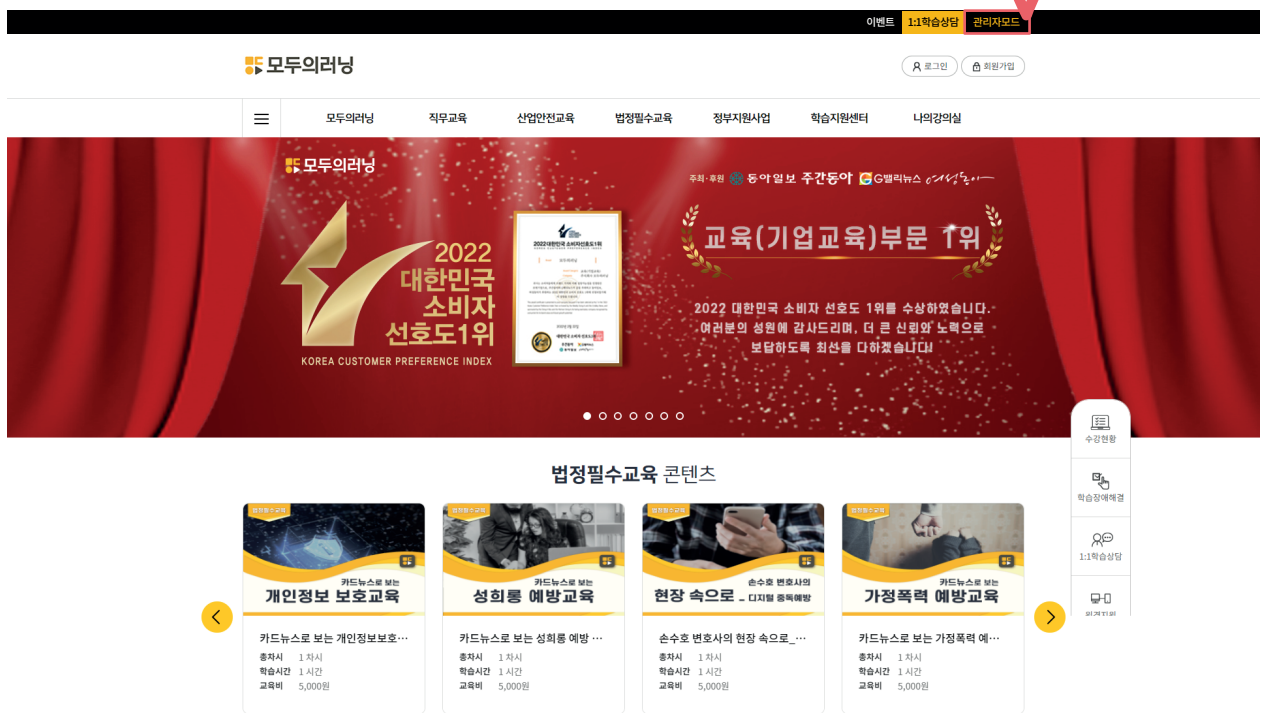 이벤트 1:1학습상담 관리자모드
모두의러닝
로그인 회원가입
모두의러닝 직무교육 산업안전교육 법정필수교육 정부지원사업 학습지원센터 나의강의실
모두의러닝
2022
대한민국
소비자
선호도1위
KOREA CUSTOMER PREFERENCE INDEX
2022대한민국 소비자선호도1위
주최·후원 동아일보 주간동아 G밸리뉴스 여성동아
교육(기업교육)부문 1위
2022 대한민국 소비자 선호도 1위를 수상하였습니다.
여러분의 성원에 감사드리며, 더 큰 신뢰와 노력으로
보답하도록 최선을 다하겠습니다!
수강현황
학습장애해결
1:1학습상담
원격지원
법정필수교육 콘텐츠
법정필수교육
카드뉴스로 보는
개인정보 보호교육
카드뉴스로 보는 개인정보보호…
총차시 1 차시
학습시간 1 시간
교육비 5,000원
법정필수교육
카드뉴스로 보는
성희롱 예방교육
카드뉴스로 보는 성희롱 예방 …
총차시 1 차시
학습시간 1 시간
교육비 5,000원
법정필수교육
손수호 변호사의
현장 속으로 _ 디지털 중독예방
손수호 변호사의 현장 속으로_…
총차시 1 차시
학습시간 1 시간
교육비 5,000원
법정필수교육
카드뉴스로 보는
가정폭력 예방교육
카드뉴스로 보는 가정폭력 예…
총차시 1 차시
학습시간 1 시간
교육비 5,000원